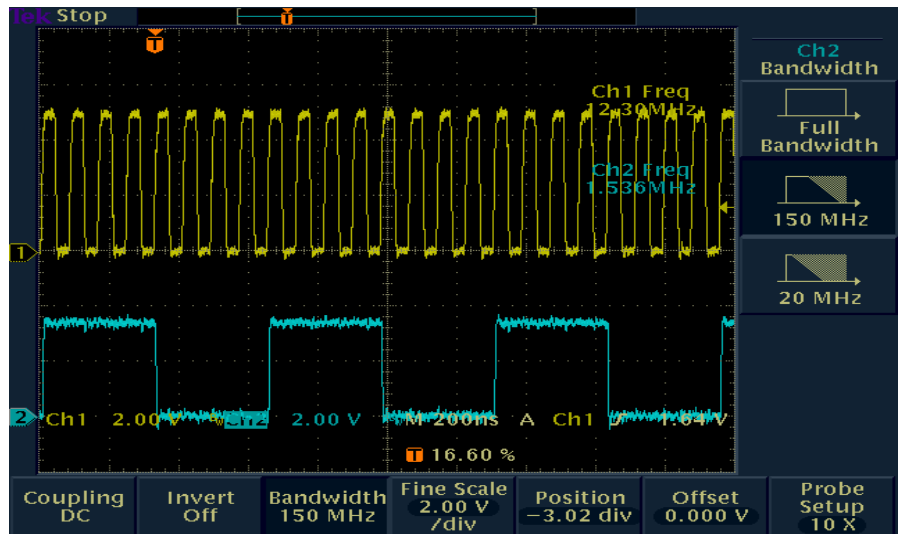 Tek Stop
T
T
Ch1 Freq
12.30MHz
Ch2 Freq
1.536MHz
1
2
Ch1 2.00 V Ch2 2.00 V M 200ns A Ch1 1.64 V
T 16.60 %
Ch2
Bandwidth
Full
Bandwidth
150 MHz
20 MHz
Coupling
DC
Invert
Off
Bandwidth
150 MHz
Fine Scale
2.00 V
/div
Position
−3.02 div
Offset
0.000 V
Probe
Setup
10 X